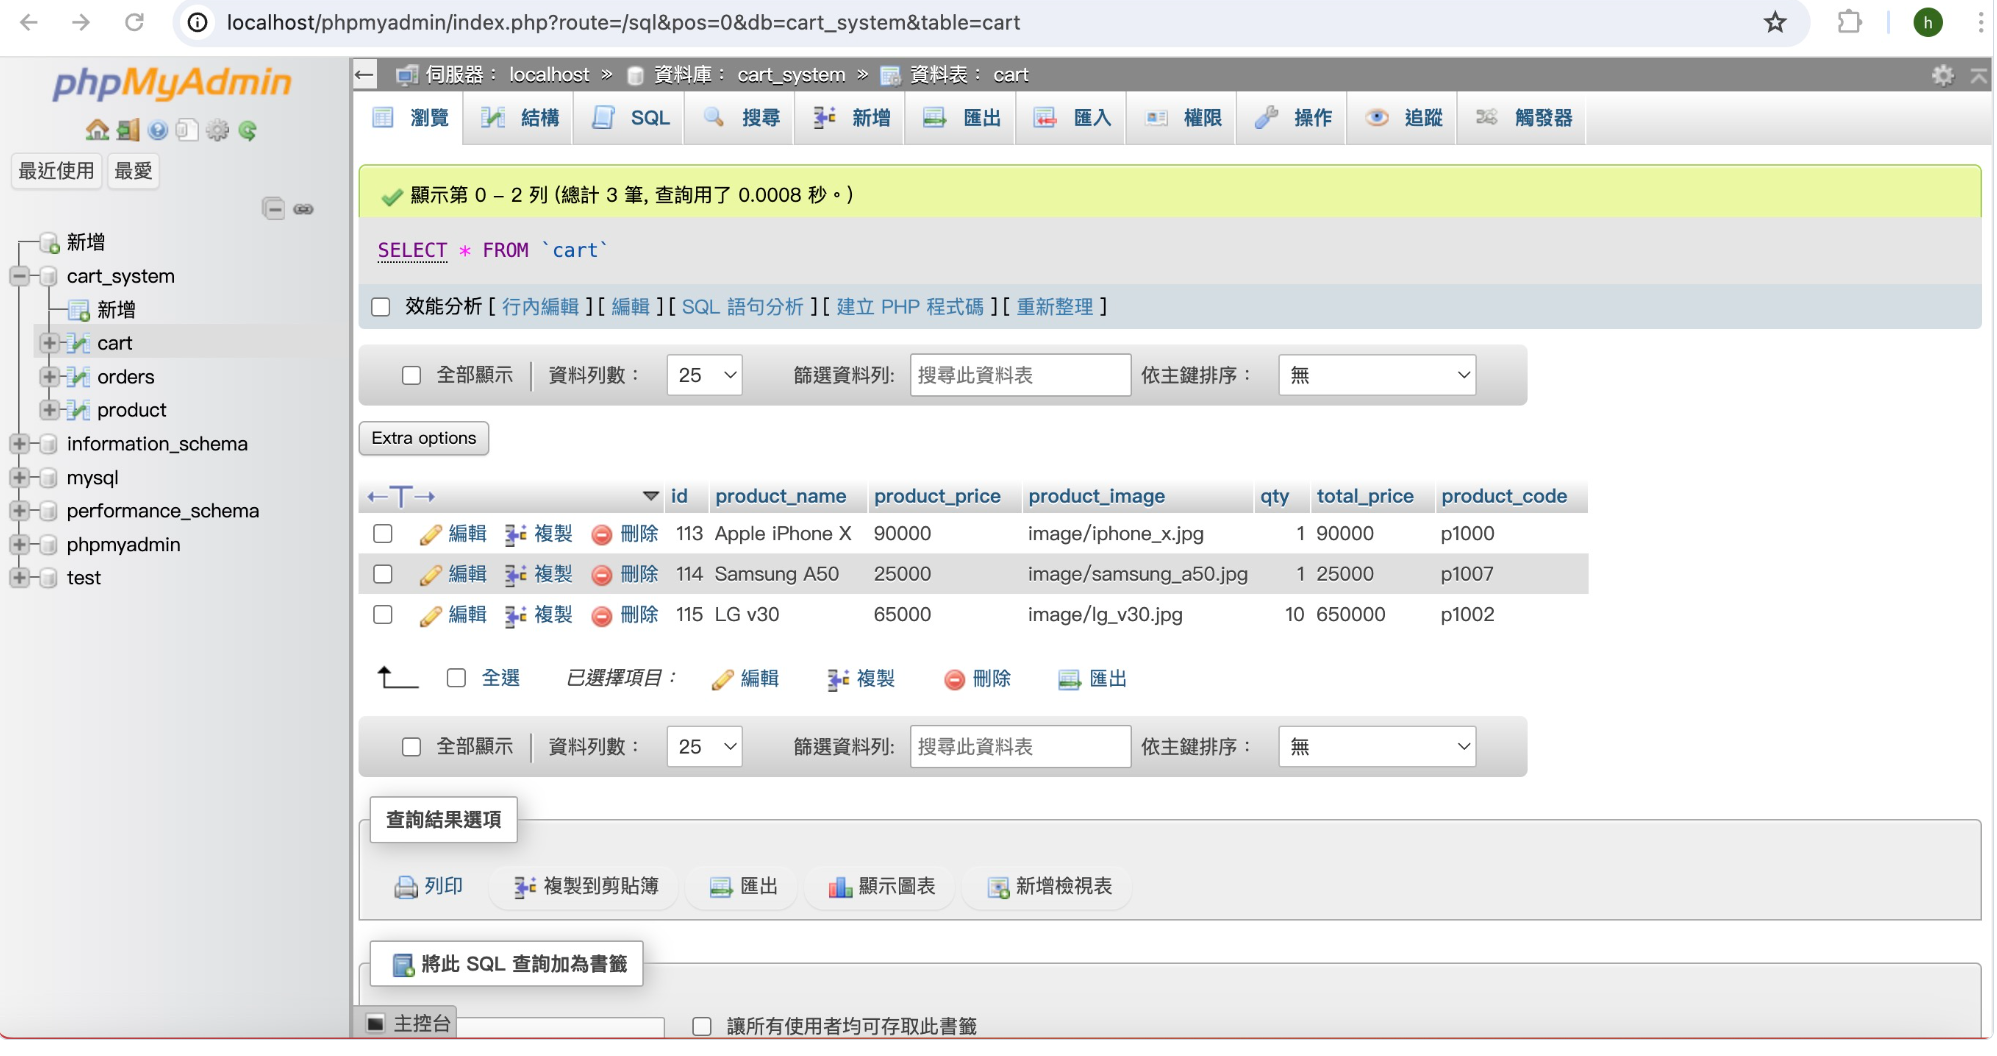 localhost/phpmyadmin/index.php?route=/sql&pos=0&db=cart_system&table=cart
h
phpMyAdmin
最近使用 最愛
新增
cart_system
新增
cart
orders
product
information_schema
mysql
performance_schema
phpmyadmin
test
伺服器： localhost » 資料庫： cart_system » 資料表： cart
瀏覽 結構 SQL 搜尋 新增 匯出 匯入 權限 操作 追蹤 觸發器
顯示第 0 - 2 列 (總計 3 筆, 查詢用了 0.0008 秒。)
SELECT * FROM `cart`
效能分析 [ 行內編輯 ] [ 編輯 ] [ SQL 語句分析 ] [ 建立 PHP 程式碼 ] [ 重新整理 ]
全部顯示 | 資料列數： 25 篩選資料列: 搜尋此資料表 依主鍵排序： 無
Extra options
←T→ id product_name product_price product_image qty total_price product_code
編輯 複製 刪除 113 Apple iPhone X 90000 image/iphone_x.jpg 1 90000 p1000
編輯 複製 刪除 114 Samsung A50 25000 image/samsung_a50.jpg 1 25000 p1007
編輯 複製 刪除 115 LG v30 65000 image/lg_v30.jpg 10 650000 p1002
全選 已選擇項目： 編輯 複製 刪除 匯出
全部顯示 | 資料列數： 25 篩選資料列: 搜尋此資料表 依主鍵排序： 無
查詢結果選項
列印 複製到剪貼簿 匯出 顯示圖表 新增檢視表
將此 SQL 查詢加為書籤
主控台 讓所有使用者均可存取此書籤